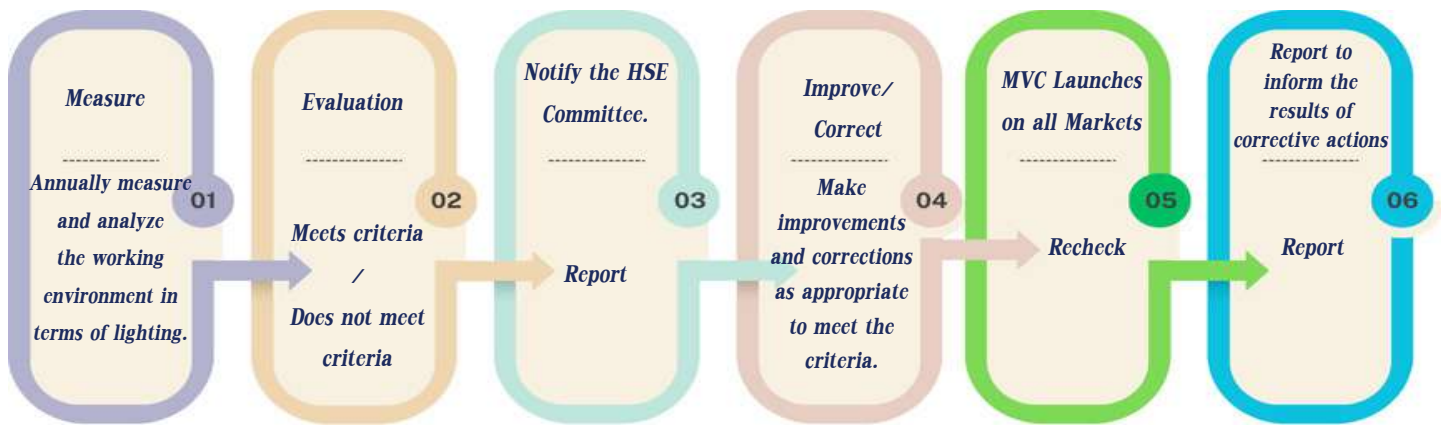 Measure
Annually measure
and analyze
the working
environment in
terms of lighting.
01
Evaluation
Meets criteria
/
Does not meet
criteria
02
Notify the HSE
Committee.
Report
03
Improve/
Correct
Make
improvements
and corrections
as appropriate
to meet the
criteria.
04
MVC Launches
on all Markets
Recheck
05
Report to
inform the
results of
corrective actions
Report
06